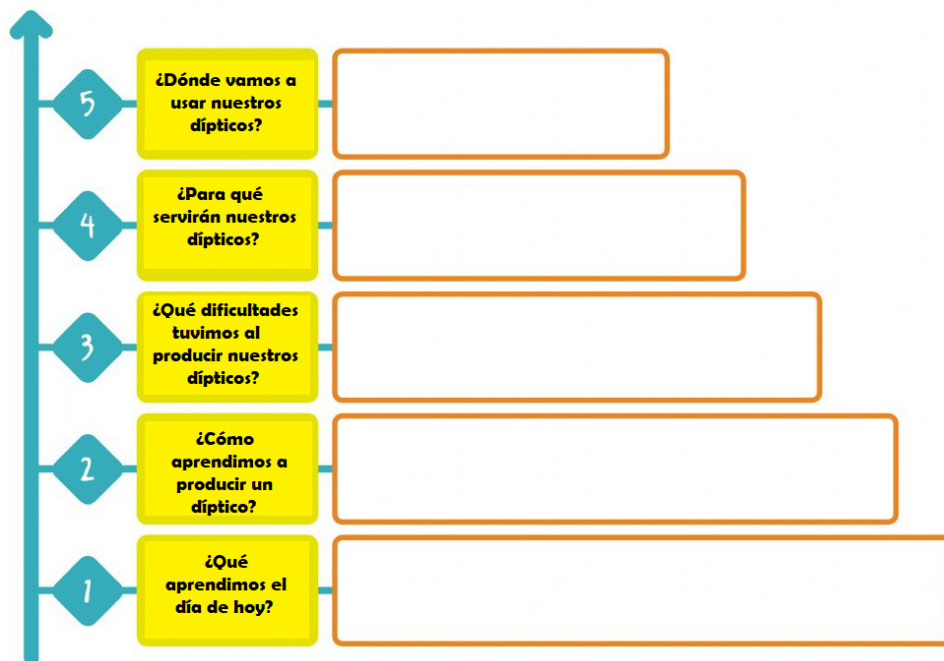 5
¿Dónde vamos a
usar nuestros
dípticos?
4
¿Para qué
servirán nuestros
dípticos?
3
¿Qué dificultades
tuvimos al
producir nuestros
dípticos?
2
¿Cómo
aprendimos a
producir un
díptico?
1
¿Qué
aprendimos el
día de hoy?